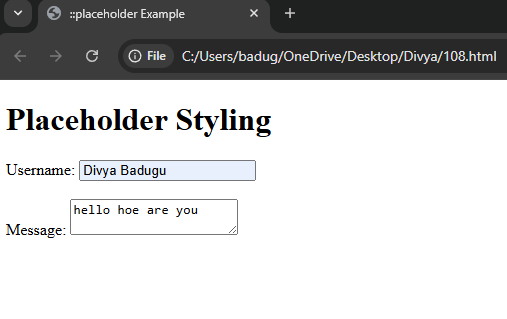 ::placeholder Example
File C:/Users/badug/OneDrive/Desktop/Divya/108.html
Placeholder Styling
Username: Divya Badugu
Message: hello hoe are you